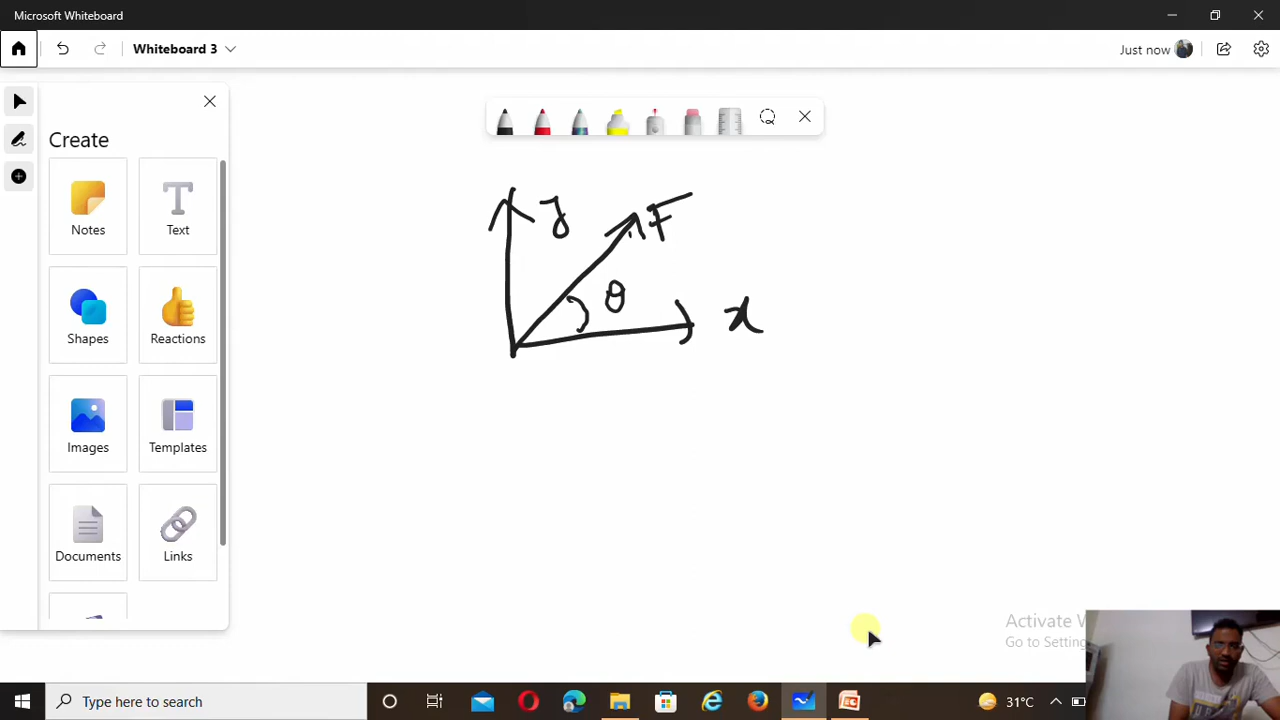 Microsoft Whiteboard
Whiteboard 3
Just now
Create
Notes
Text
Shapes
Reactions
Images
Templates
Documents
Links
y
F
θ
x
Activate W
Go to Setting
Type here to search
31°C